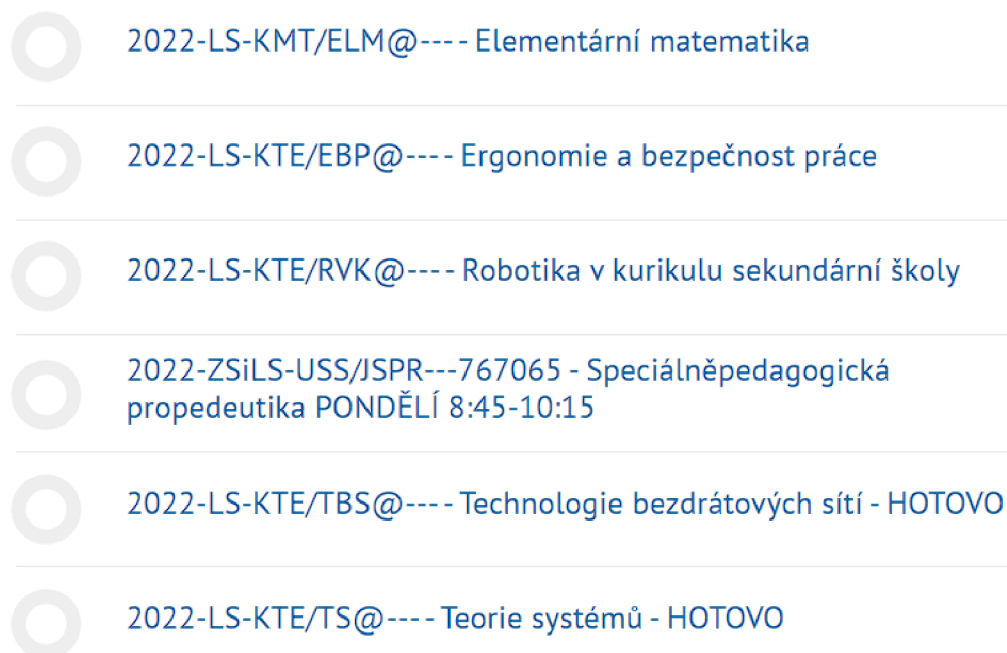 2022-LS-KMT/ELM@---- Elementární matematika
2022-LS-KTE/EBP@---- Ergonomie a bezpečnost práce
2022-LS-KTE/RVK@---- Robotika v kurikulu sekundární školy
2022-ZSiLS-USS/JSPR---767065 - Speciálněpedagogická
propedeutika PONDĚLÍ 8:45-10:15
2022-LS-KTE/TBS@---- Technologie bezdrátových sítí - HOTOVO
2022-LS-KTE/TS@---- Teorie systémů - HOTOVO